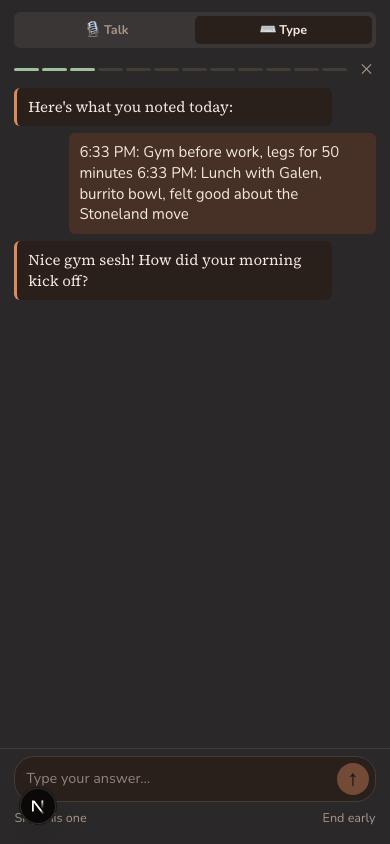 Talk
Type
Here's what you noted today:
6:33 PM: Gym before work, legs for 50
minutes 6:33 PM: Lunch with Galen,
burrito bowl, felt good about the
Stoneland move
Nice gym sesh! How did your morning
kick off?
Type your answer...
N
one
End early